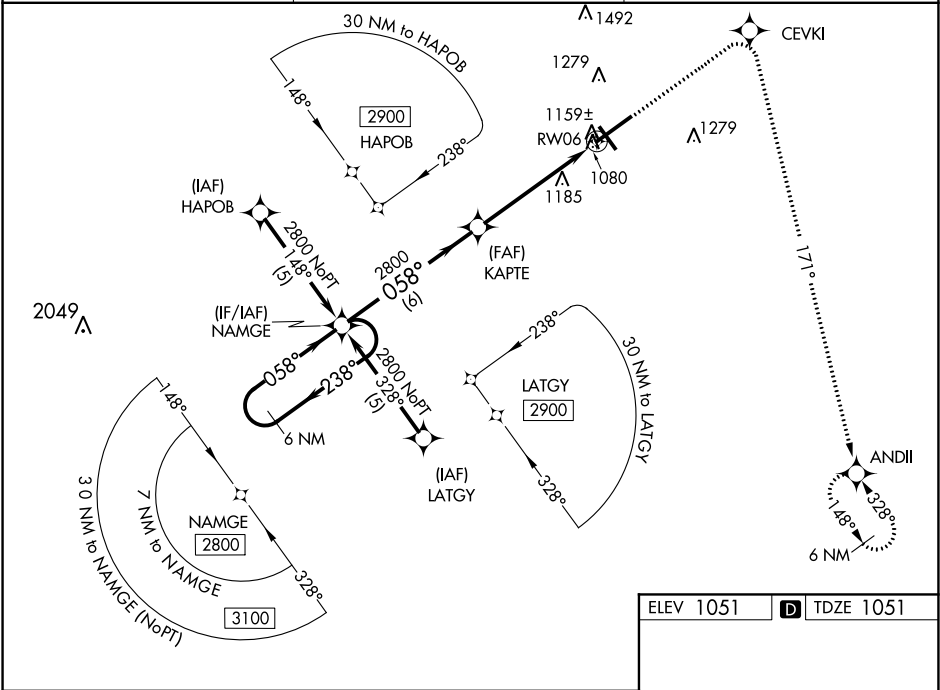 30 NM to HAPOB
148°
2900
HAPOB
238°
1492
1279
1159±
RW06
1080
1185
1279
CEVKI
(IAF)
HAPOB
2800 NoPT
148°
(5)
2800
058°
(6)
(FAF)
KAPTE
171°
2049
(IF/IAF)
NAMGE
058°
238°
6 NM
2800 NoPT
328°
(5)
(IAF)
LATGY
238°
LATGY
2900
30 NM to LATGY
328°
148°
NAMGE
2800
7 NM to NAMGE
30 NM to NAMGE (NoPT)
3100
328°
ANDII
328°
148°
6 NM
ELEV 1051 D TDZE 1051